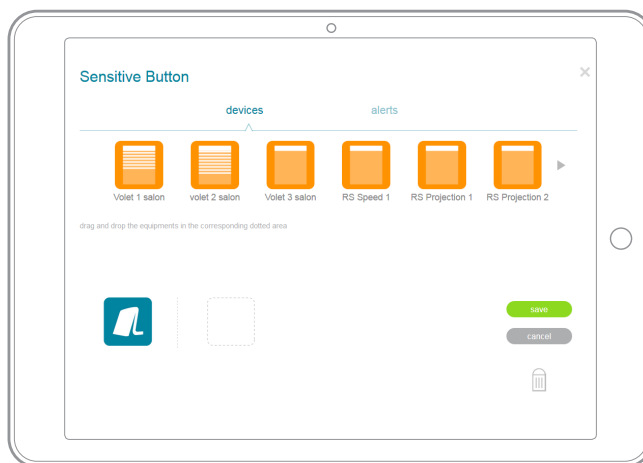 Sensitive Button
devices alerts
Volet 1 salon volet 2 salon Volet 3 salon RS Speed 1 RS Projection 1 RS Projection 2
drag and drop the equipments in the corresponding dotted area
save
cancel